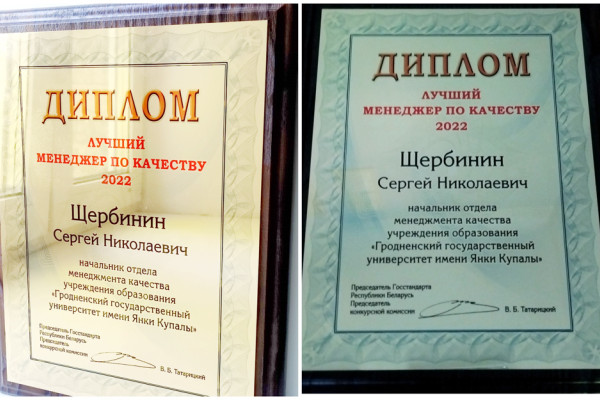 ДИПЛОМ
ЛУЧШИЙ
МЕНЕДЖЕР ПО КАЧЕСТВУ
2022
Щербинин
Сергей Николаевич
начальник отдела
менеджмента качества
учреждения образования
«Гродненский государственный
университет имени Янки Купалы»
Председатель Госстандарта
Республики Беларусь
Председатель
конкурсной комиссии
В. Б. Татарицкий
ДИПЛОМ
ЛУЧШИЙ
МЕНЕДЖЕР ПО КАЧЕСТВУ
2022
Щербинин
Сергей Николаевич
начальник отдела
менеджмента качества
учреждения образования
«Гродненский государственный
университет имени Янки Купалы»
Председатель Госстандарта
Республики Беларусь
Председатель
конкурсной комиссии
В. Б. Татарицкий